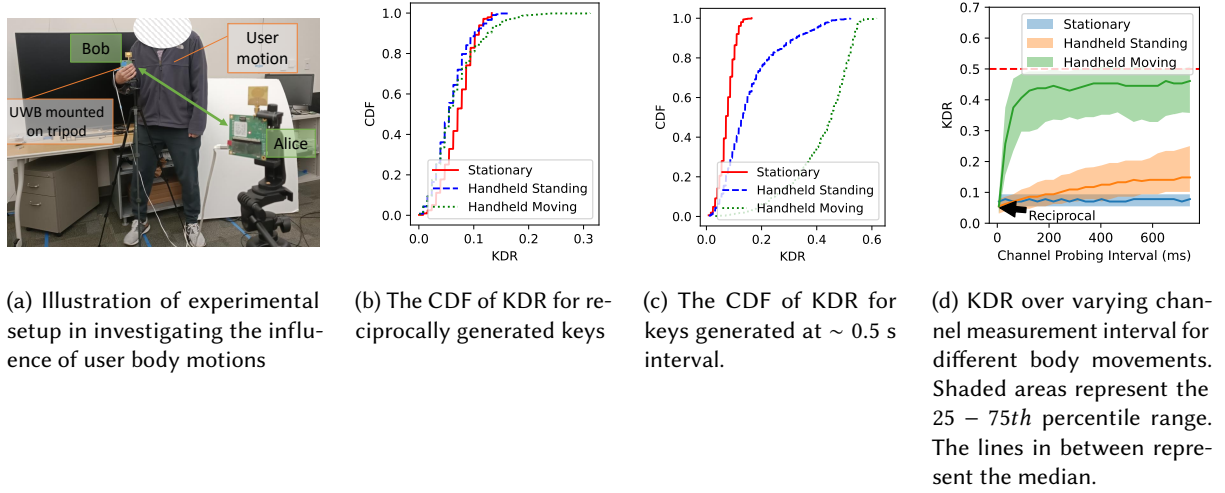 Bob
User
motion
UWB mounted
on tripod
Alice
1.0
0.8
0.6
0.4
0.2
0.0
CDF
Stationary
Handheld Standing
Handheld Moving
0.0 0.1 0.2 0.3
KDR
1.0
0.8
0.6
0.4
0.2
0.0
CDF
Stationary
Handheld Standing
Handheld Moving
0.0 0.2 0.4 0.6
KDR
0.7
0.6
0.5
0.4
0.3
0.2
0.1
0.0
KDR
Stationary
Handheld Standing
Handheld Moving
Reciprocal
0 200 400 600
Channel Probing Interval (ms)
(a) Illustration of experimental
setup in investigating the influ-
ence of user body motions
(b) The CDF of KDR for re-
ciprocally generated keys
(c) The CDF of KDR for
keys generated at ~ 0.5 s
interval.
(d) KDR over varying chan-
nel measurement interval for
different body movements.
Shaded areas represent the
25 − 75th percentile range.
The lines in between repre-
sent the median.